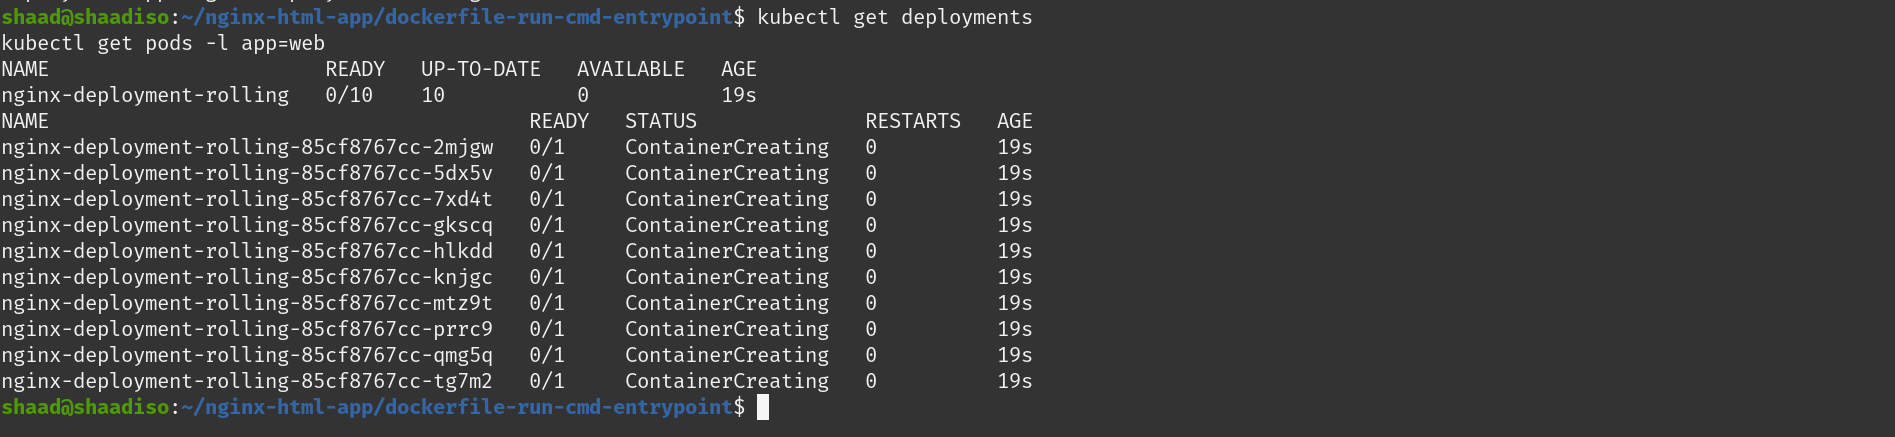 shaad@shaadiso:~/nginx-html-app/dockerfile-run-cmd-entrypoint$ kubectl get deployments
kubectl get pods -l app=web
NAME                       READY   UP-TO-DATE   AVAILABLE   AGE
nginx-deployment-rolling   0/10    10           0           19s
NAME                                        READY   STATUS              RESTARTS   AGE
nginx-deployment-rolling-85cf8767cc-2mjgw   0/1     ContainerCreating   0          19s
nginx-deployment-rolling-85cf8767cc-5dx5v   0/1     ContainerCreating   0          19s
nginx-deployment-rolling-85cf8767cc-7xd4t   0/1     ContainerCreating   0          19s
nginx-deployment-rolling-85cf8767cc-gkscq   0/1     ContainerCreating   0          19s
nginx-deployment-rolling-85cf8767cc-hlkdd   0/1     ContainerCreating   0          19s
nginx-deployment-rolling-85cf8767cc-knjgc   0/1     ContainerCreating   0          19s
nginx-deployment-rolling-85cf8767cc-mtz9t   0/1     ContainerCreating   0          19s
nginx-deployment-rolling-85cf8767cc-prrc9   0/1     ContainerCreating   0          19s
nginx-deployment-rolling-85cf8767cc-qmg5q   0/1     ContainerCreating   0          19s
nginx-deployment-rolling-85cf8767cc-tg7m2   0/1     ContainerCreating   0          19s
shaad@shaadiso:~/nginx-html-app/dockerfile-run-cmd-entrypoint$